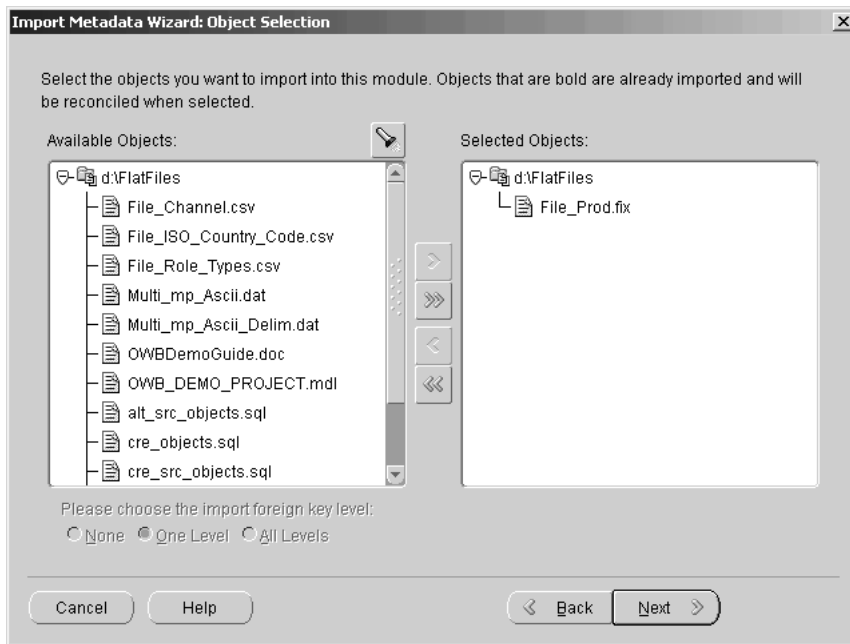 Import Metadata Wizard: Object Selection
Select the objects you want to import into this module. Objects that are bold are already imported and will
be reconciled when selected.
Available Objects:
d:\FlatFiles
File_Channel.csv
File_ISO_Country_Code.csv
File_Role_Types.csv
Multi_mp_Ascii.dat
Multi_mp_Ascii_Delim.dat
OWBDemoGuide.doc
OWB_DEMO_PROJECT.mdl
alt_src_objects.sql
cre_objects.sql
cre_src_objects.sql
Selected Objects:
d:\FlatFiles
File_Prod.fix
Please choose the import foreign key level:
None One Level All Levels
Cancel Help Back Next